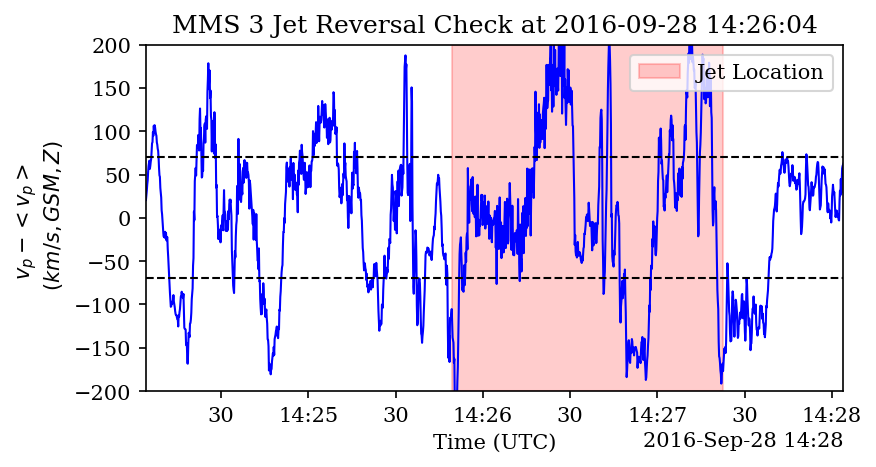 MMS 3 Jet Reversal Check at 2016-09-28 14:26:04
Jet Location
v_p − < v_p >
(km/s, GSM, Z)
200
150
100
50
0
−50
−100
−150
−200
30 14:25 30 14:26 30 14:27 30 14:28
Time (UTC)
2016-Sep-28 14:28